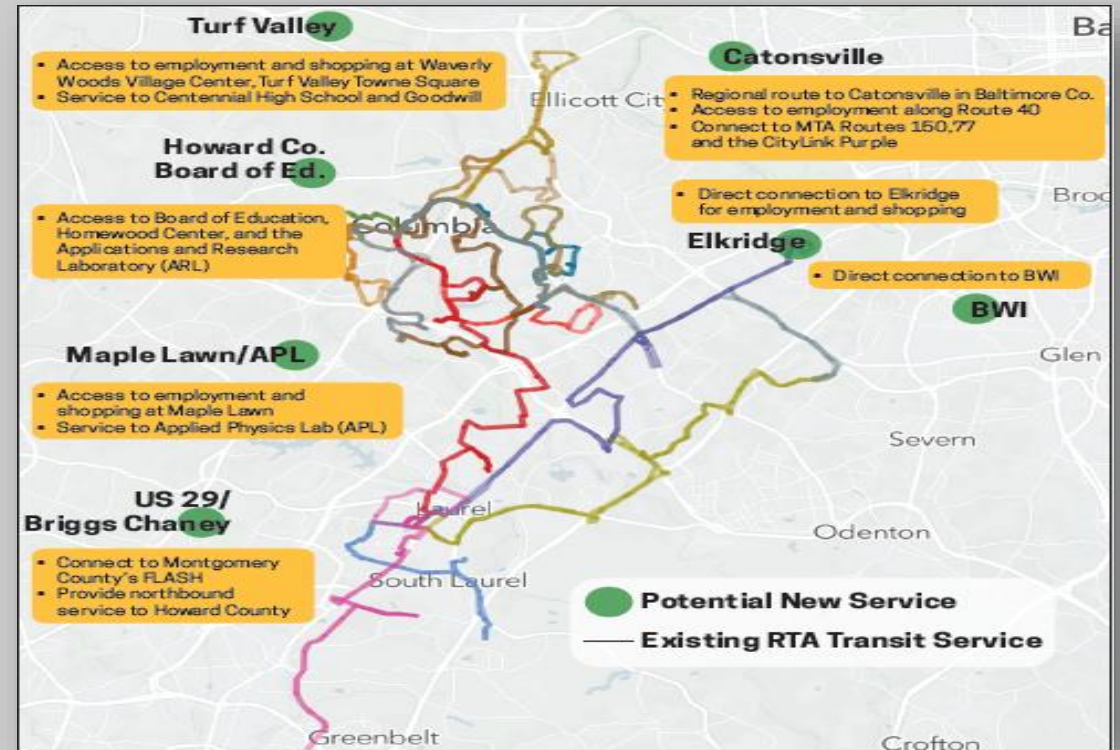 Turf Valley
• Access to employment and shopping at Waverly
Woods Village Center, Turf Valley Towne Square
• Service to Centennial High School and Goodwill
Ba
Catonsville
• Regional route to Catonsville in Baltimore Co.
• Access to employment along Route 40
• Connect to MTA Routes 150,77
and the CityLink Purple
Ellicott Cit
Howard Co.
Board of Ed.
• Access to Board of Education,
Homewood Center, and the
Applications and Research
Laboratory (ARL)
Columbia
• Direct connection to Elkridge
for employment and shopping
Broo
Elkridge
• Direct connection to BWI
BWI
Maple Lawn/APL
• Access to employment and
shopping at Maple Lawn
• Service to Applied Physics Lab (APL)
Glen
Severn
US 29/
Briggs Chaney
• Connect to Montgomery
County's FLASH
• Provide northbound
service to Howard County
Laurel
Odenton
South Laurel
Potential New Service
Existing RTA Transit Service
Greenbelt
Crofton